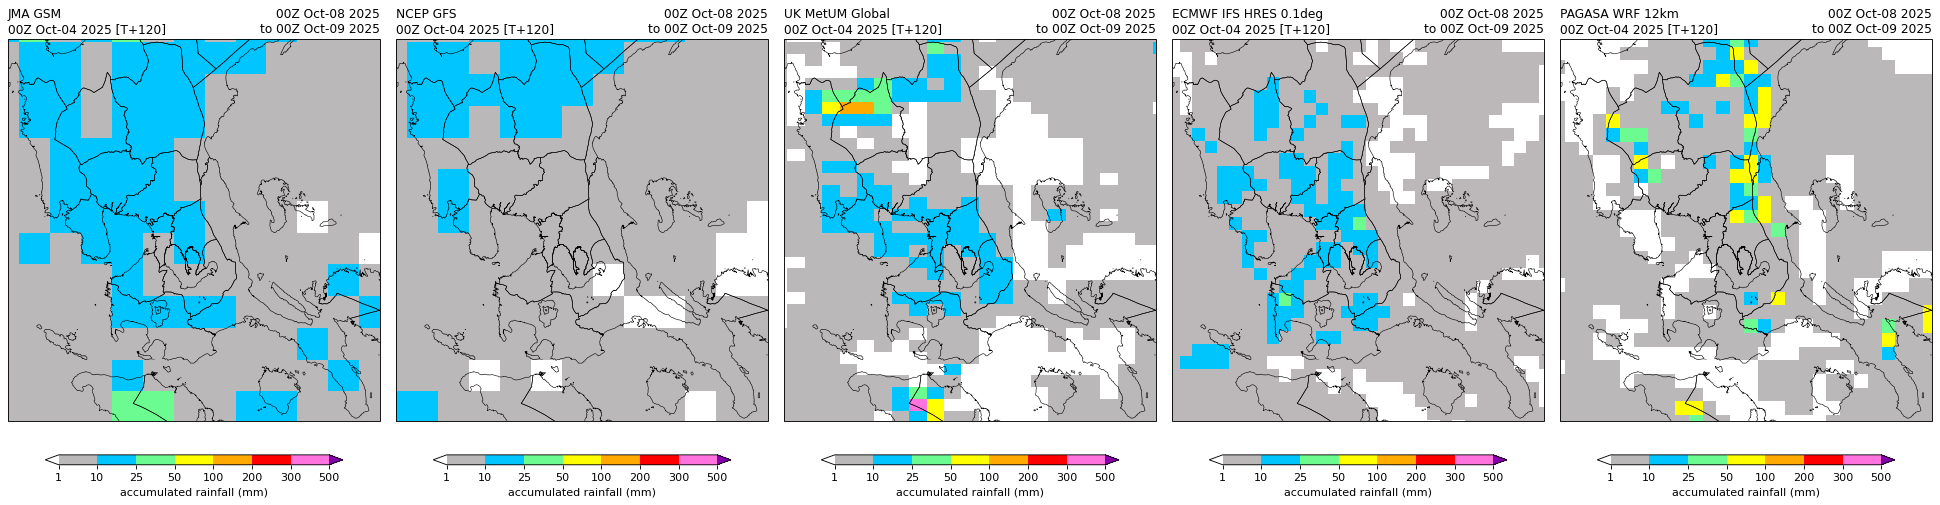 JMA GSM
00Z Oct-04 2025 [T+120]
00Z Oct-08 2025
to 00Z Oct-09 2025
NCEP GFS
00Z Oct-04 2025 [T+120]
00Z Oct-08 2025
to 00Z Oct-09 2025
UK MetUM Global
00Z Oct-04 2025 [T+120]
00Z Oct-08 2025
to 00Z Oct-09 2025
ECMWF IFS HRES 0.1deg
00Z Oct-04 2025 [T+120]
00Z Oct-08 2025
to 00Z Oct-09 2025
PAGASA WRF 12km
00Z Oct-04 2025 [T+120]
00Z Oct-08 2025
to 00Z Oct-09 2025
1 10 25 50 100 200 300 500
accumulated rainfall (mm)
1 10 25 50 100 200 300 500
accumulated rainfall (mm)
1 10 25 50 100 200 300 500
accumulated rainfall (mm)
1 10 25 50 100 200 300 500
accumulated rainfall (mm)
1 10 25 50 100 200 300 500
accumulated rainfall (mm)